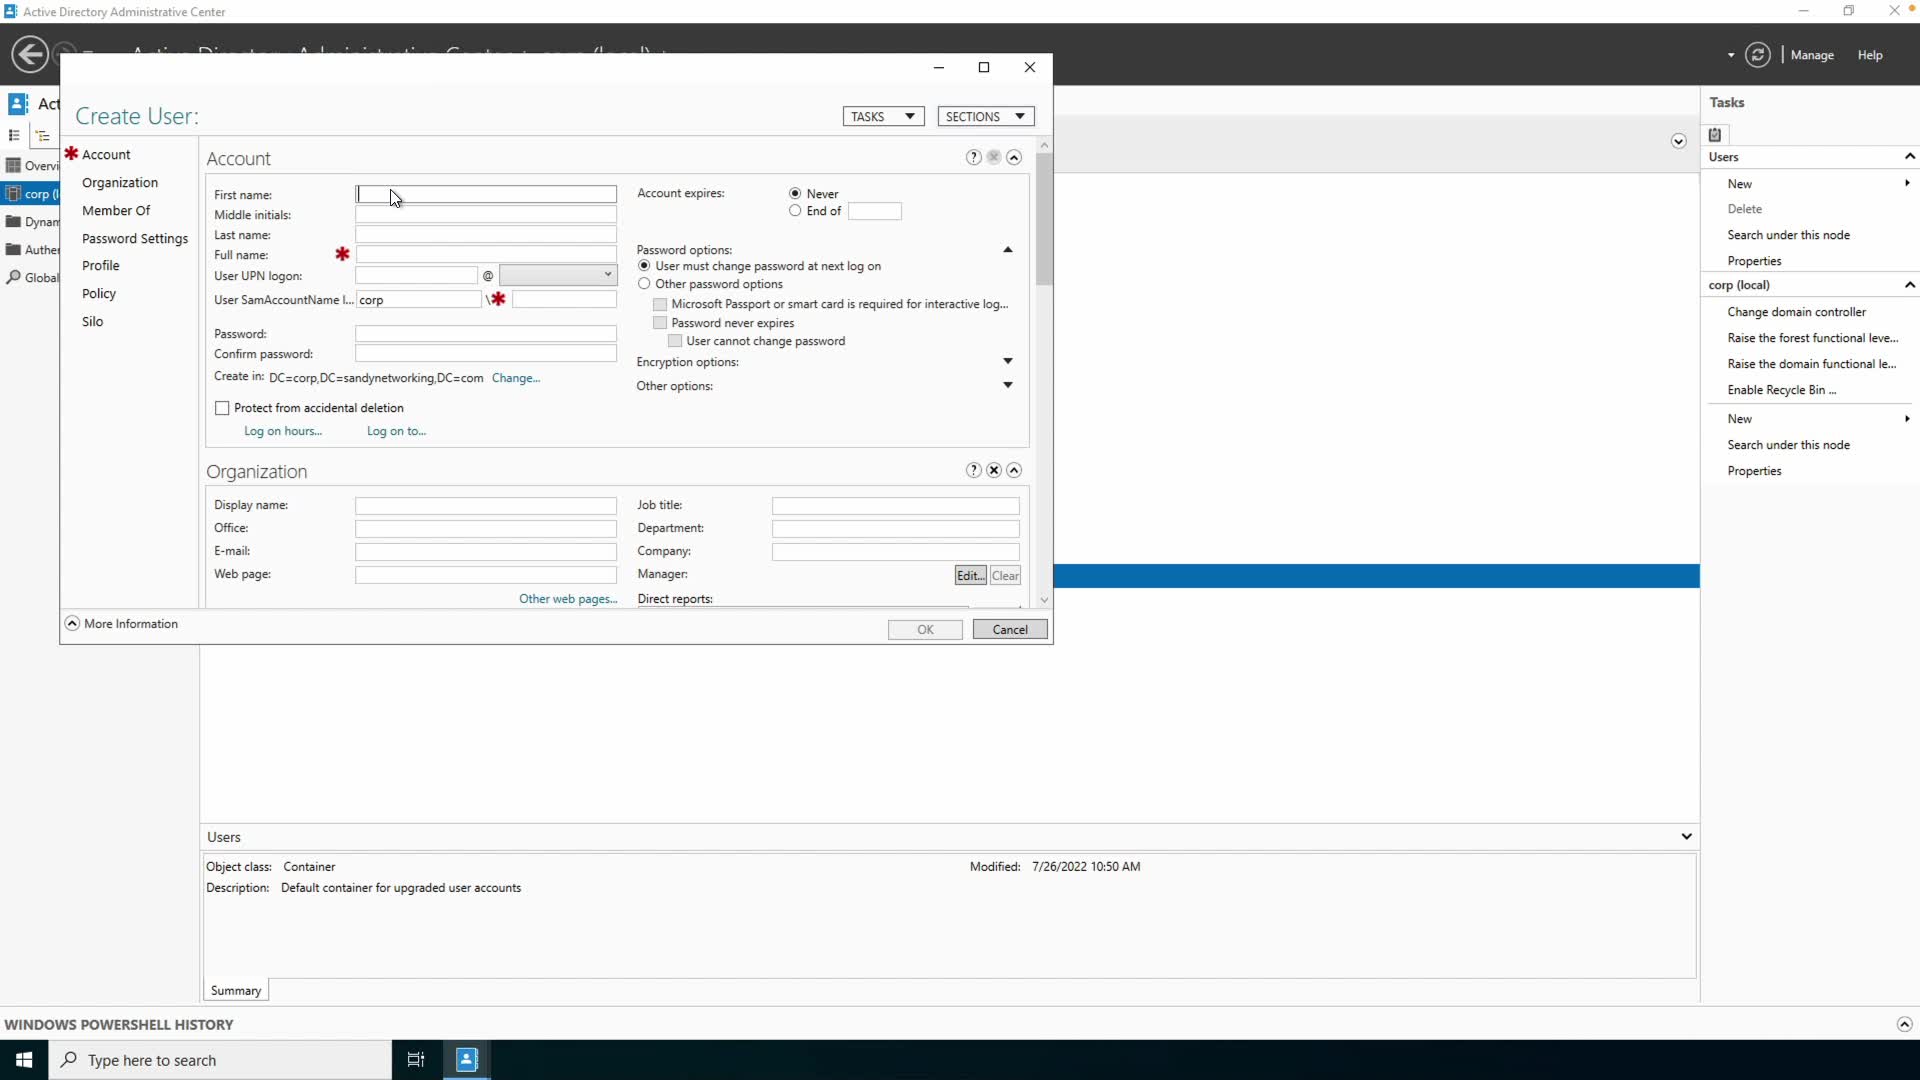 Active Directory Administrative Center
Manage
Help
Act
Overvi
corp (l
Dynam
Auther
Global
Create User:
TASKS
SECTIONS
Account
Organization
Member Of
Password Settings
Profile
Policy
Silo
Account
First name:
Middle initials:
Last name:
Full name:
User UPN logon:
@
User SamAccountName l...
corp
\
Password:
Confirm password:
Create in: DC=corp,DC=sandynetworking,DC=com Change...
Protect from accidental deletion
Log on hours... Log on to...
Account expires:
Never
End of
Password options:
User must change password at next log on
Other password options
Microsoft Passport or smart card is required for interactive log...
Password never expires
User cannot change password
Encryption options:
Other options:
Organization
Display name:
Office:
E-mail:
Web page:
Other web pages...
Job title:
Department:
Company:
Manager:
Edit...
Clear
Direct reports:
More Information
OK
Cancel
Tasks
Users
New
Delete
Search under this node
Properties
corp (local)
Change domain controller
Raise the forest functional leve...
Raise the domain functional le...
Enable Recycle Bin ...
New
Search under this node
Properties
Users
Object class: Container
Modified: 7/26/2022 10:50 AM
Description: Default container for upgraded user accounts
Summary
WINDOWS POWERSHELL HISTORY
Type here to search